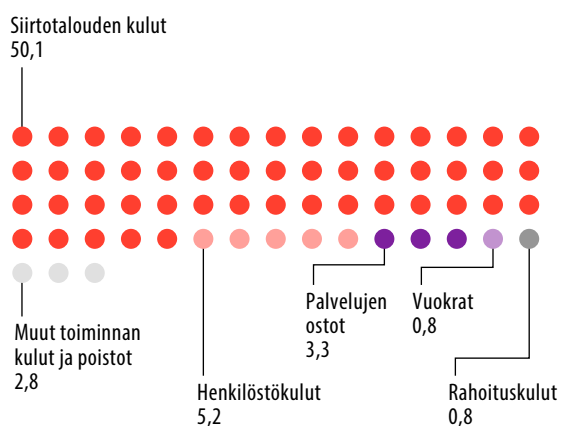 Siirtotalouden kulut
50,1
Palvelujen
ostot
3,3
Vuokrat
0,8
Muut toiminnan
kulut ja poistot
2,8
Henkilöstökulut
5,2
Rahoituskulut
0,8